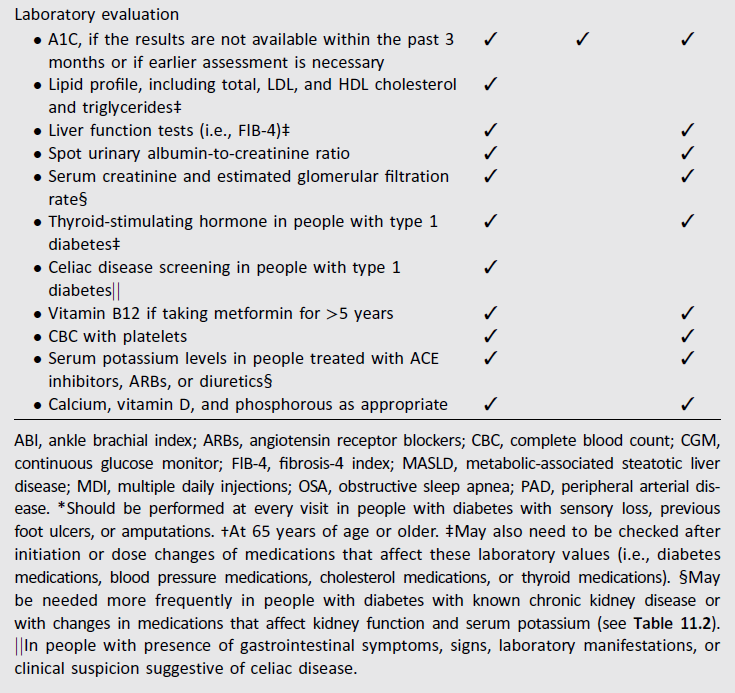 Laboratory evaluation
• A1C, if the results are not available within the past 3 ✓ ✓ ✓
months or if earlier assessment is necessary
• Lipid profile, including total, LDL, and HDL cholesterol ✓
and triglycerides‡
• Liver function tests (i.e., FIB-4)‡ ✓ ✓
• Spot urinary albumin-to-creatinine ratio ✓ ✓
• Serum creatinine and estimated glomerular filtration ✓ ✓
rate§
• Thyroid-stimulating hormone in people with type 1 ✓ ✓
diabetes‡
• Celiac disease screening in people with type 1 ✓
diabetes||
• Vitamin B12 if taking metformin for >5 years ✓ ✓
• CBC with platelets ✓ ✓
• Serum potassium levels in people treated with ACE ✓ ✓
inhibitors, ARBs, or diuretics§
• Calcium, vitamin D, and phosphorous as appropriate ✓ ✓
ABI, ankle brachial index; ARBs, angiotensin receptor blockers; CBC, complete blood count; CGM,
continuous glucose monitor; FIB-4, fibrosis-4 index; MASLD, metabolic-associated steatotic liver
disease; MDI, multiple daily injections; OSA, obstructive sleep apnea; PAD, peripheral arterial dis-
ease. *Should be performed at every visit in people with diabetes with sensory loss, previous
foot ulcers, or amputations. †At 65 years of age or older. ‡May also need to be checked after
initiation or dose changes of medications that affect these laboratory values (i.e., diabetes
medications, blood pressure medications, cholesterol medications, or thyroid medications). §May
be needed more frequently in people with diabetes with known chronic kidney disease or
with changes in medications that affect kidney function and serum potassium (see Table 11.2).
||In people with presence of gastrointestinal symptoms, signs, laboratory manifestations, or
clinical suspicion suggestive of celiac disease.